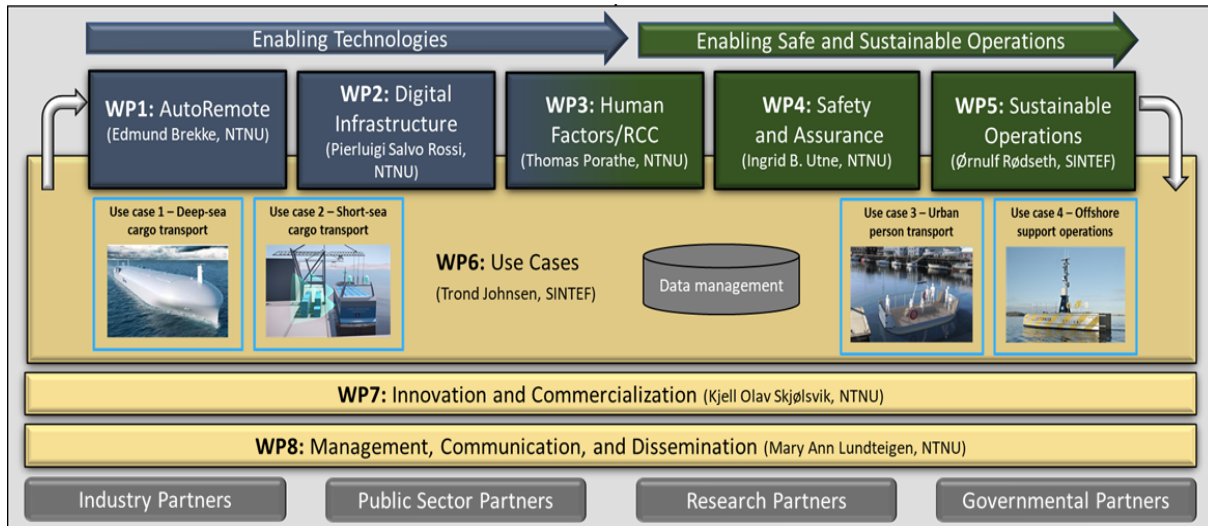 Enabling Technologies
Enabling Safe and Sustainable Operations
WP1: AutoRemote
(Edmund Brekke, NTNU)
WP2: Digital
Infrastructure
(Pierluigi Salvo Rossi,
NTNU)
WP3: Human
Factors/RCC
(Thomas Porathe, NTNU)
WP4: Safety
and Assurance
(Ingrid B. Utne, NTNU)
WP5: Sustainable
Operations
(Ørnulf Rødseth, SINTEF)
Use case 1 – Deep-sea
cargo transport
Use case 2 – Short-sea
cargo transport
WP6: Use Cases
(Trond Johnsen, SINTEF)
Data management
Use case 3 – Urban
person transport
Use case 4 – Offshore
support operations
WP7: Innovation and Commercialization (Kjell Olav Skjølsvik, NTNU)
WP8: Management, Communication, and Dissemination (Mary Ann Lundteigen, NTNU)
Industry Partners
Public Sector Partners
Research Partners
Governmental Partners